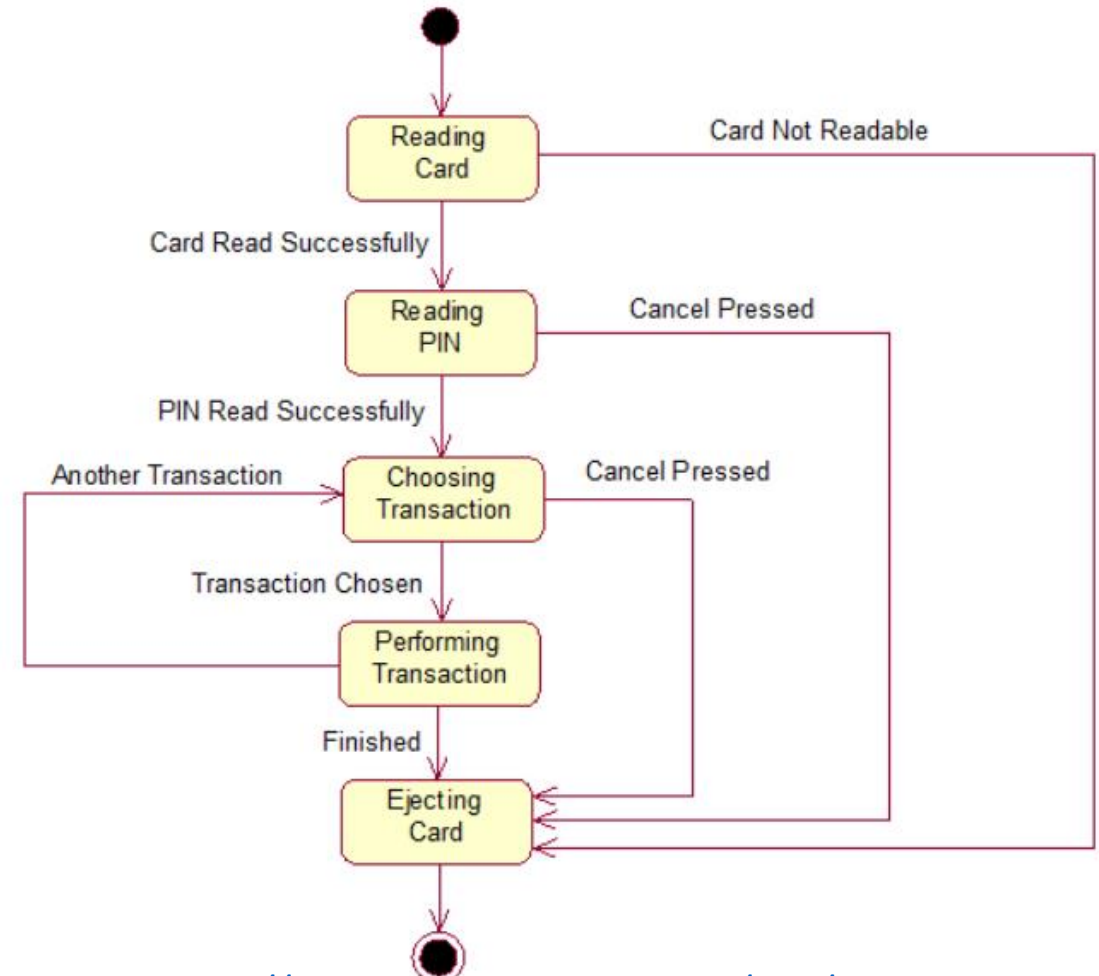 Reading
Card
Card Not Readable
Card Read Successfully
Reading
PIN
Cancel Pressed
PIN Read Successfully
Another Transaction
Choosing
Transaction
Cancel Pressed
Transaction Chosen
Performing
Transaction
Finished
Ejecting
Card